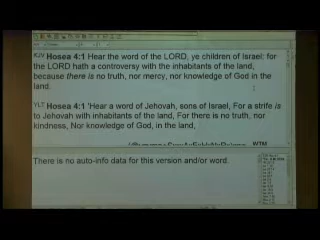 KJV Hosea 4:1 Hear the word of the LORD, ye children of Israel: for
the LORD hath a controversy with the inhabitants of the land,
because there is no truth, nor mercy, nor knowledge of God in the
land.
YLT Hosea 4:1 'Hear a word of Jehovah, sons of Israel, For a strife is
to Jehovah with inhabitants of the land, For there is no truth, nor
kindness, Nor knowledge of God, in the land,
WTM
There is no auto-info data for this version and/or word.